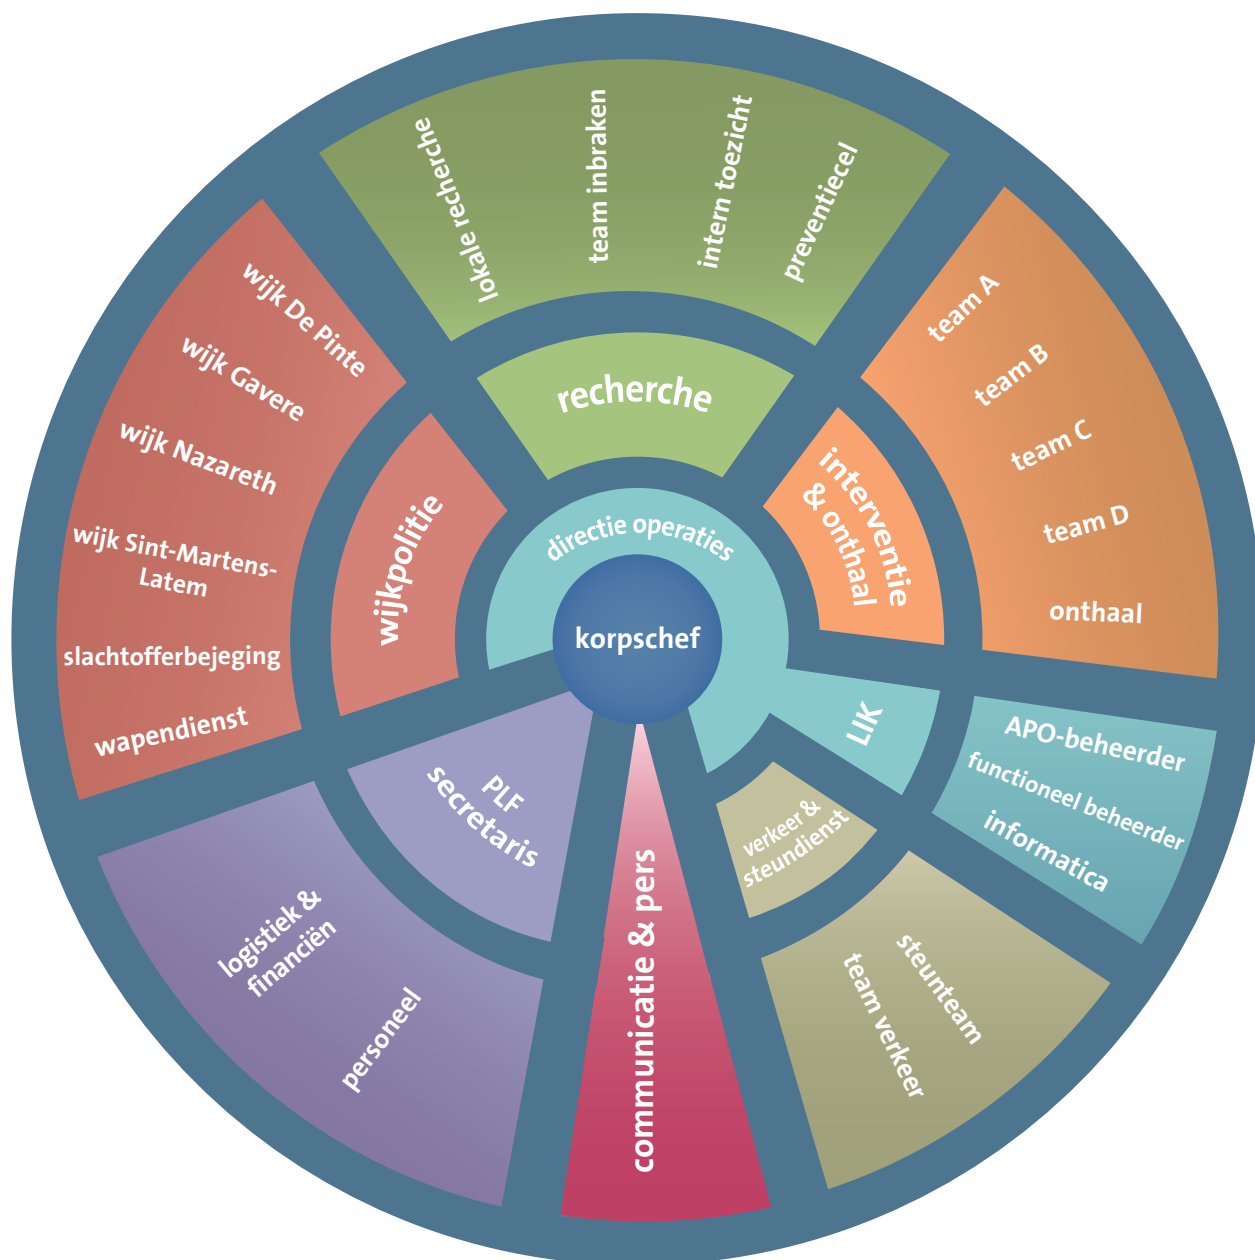 lokale recherche
team inbraken
intern toezicht
preventiecel
recherche
wijk De Pinte
wijk Gavere
wijk Nazareth
wijk Sint-Martens-
Latem
slachtofferbejeging
wapendienst
wijkpolitie
team A
team B
team C
team D
onthaal
interventie
& onthaal
directie operaties
korpschef
LIK
APO-beheerder
functioneel beheerder
informatica
verkeer &
steundienst
steunteam
team verkeer
communicatie & pers
PLF
secretaris
logistiek &
financiën
personeel